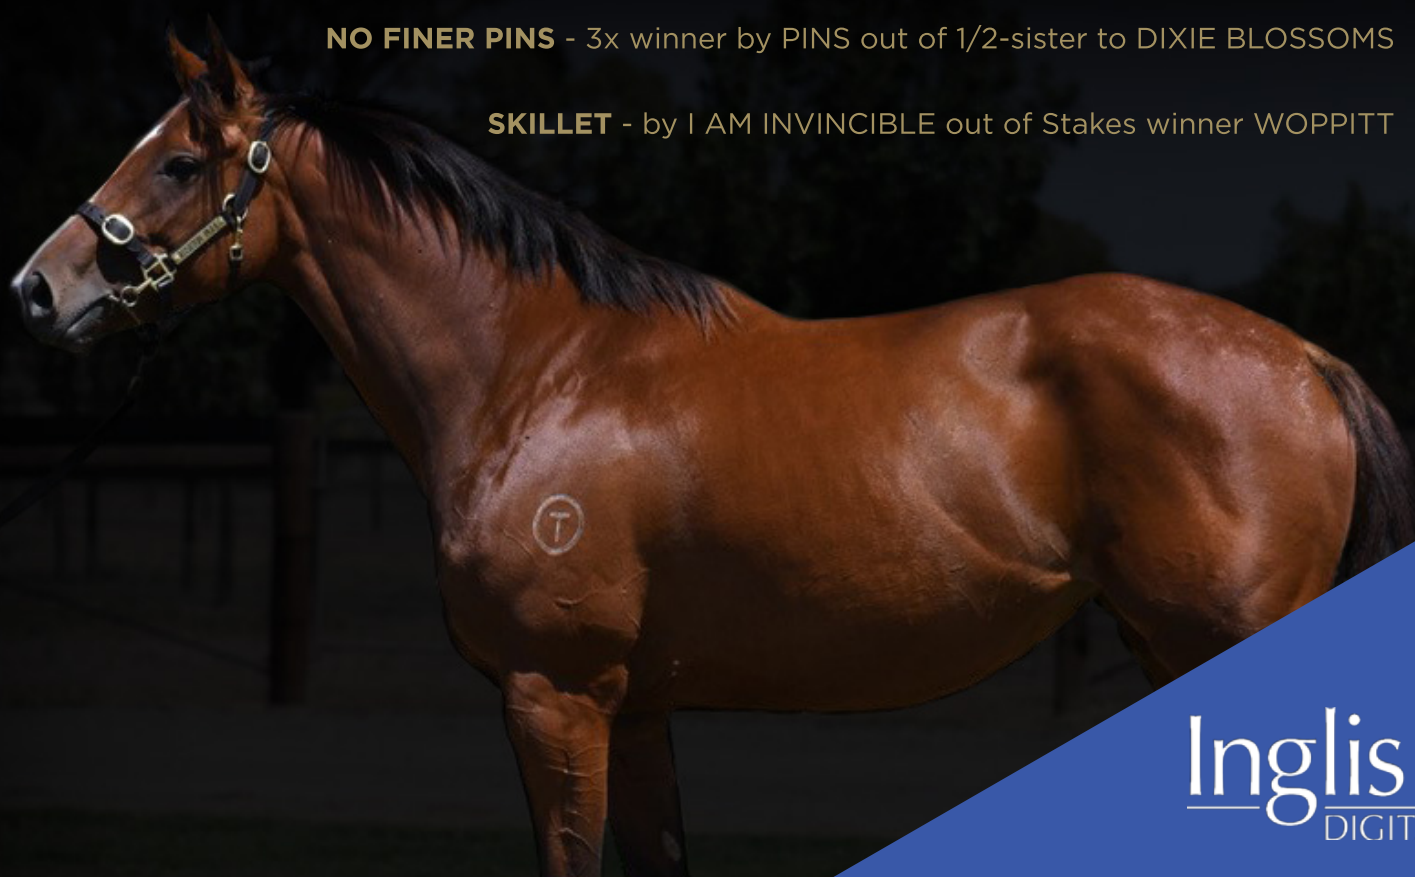 NO FINER PINS - 3x winner by PINS out of 1/2-sister to DIXIE BLOSSOMS
SKILLET - by I AM INVINCIBLE out of Stakes winner WOPPITT
T
Inglis
DIGIT